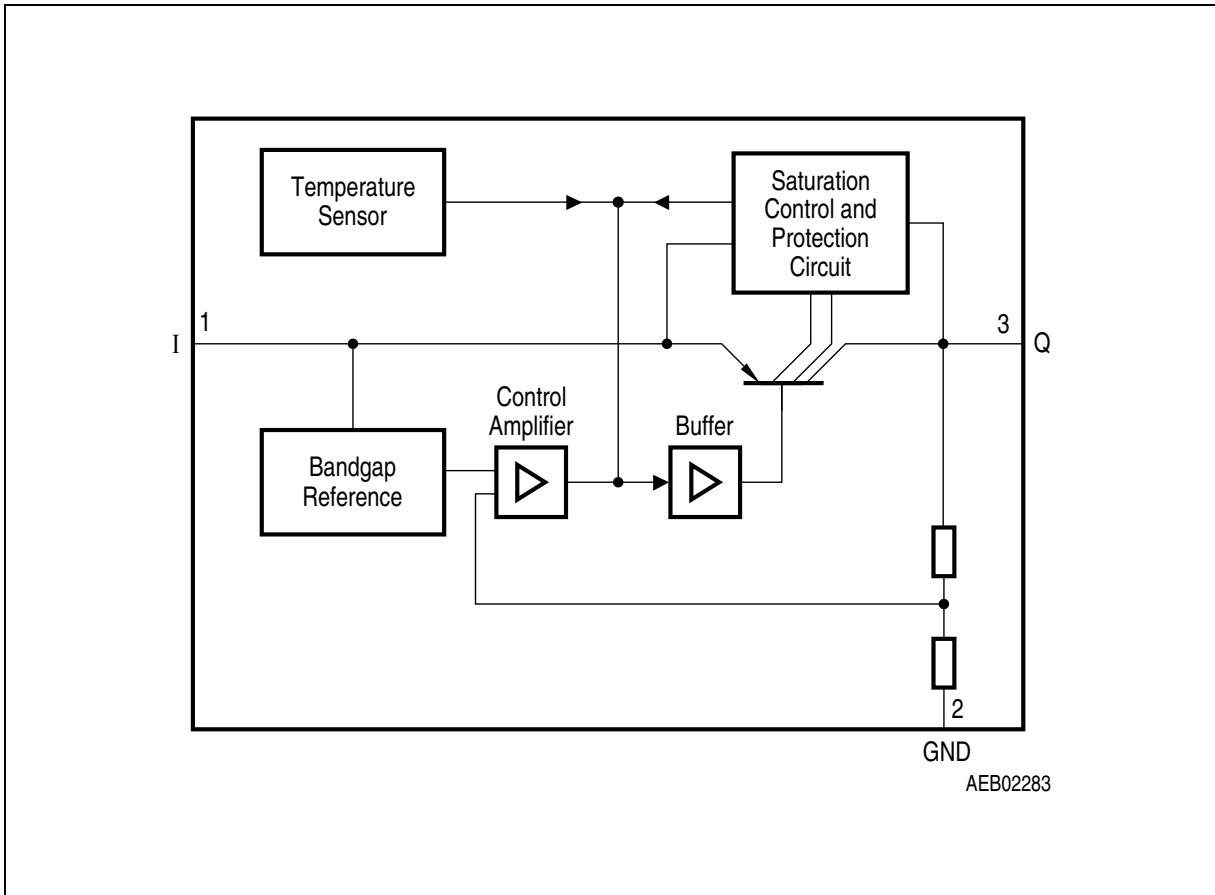 Temperature
Sensor
Saturation
Control and
Protection
Circuit
1
I
3
Q
Control
Amplifier
Buffer
Bandgap
Reference
2
GND
AEB02283